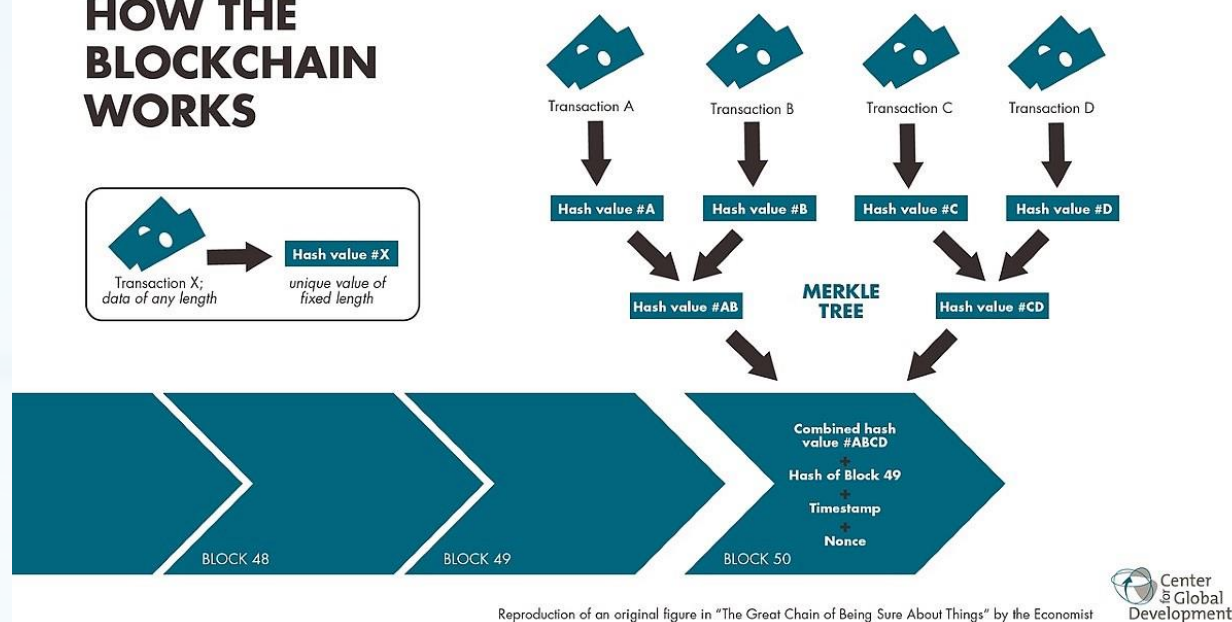 HOW THE
BLOCKCHAIN
WORKS
Transaction A
Transaction B
Transaction C
Transaction D
Hash value #A
Hash value #B
Hash value #C
Hash value #D
Transaction X;
data of any length
Hash value #X
unique value of
fixed length
Hash value #AB
MERKLE
TREE
Hash value #CD
BLOCK 48
BLOCK 49
Combined hash
value #ABCD
+
Hash of Block 49
+
Timestamp
+
Nonce
BLOCK 50
Reproduction of an original figure in “The Great Chain of Being Sure About Things” by the Economist
Center
for Global
Development